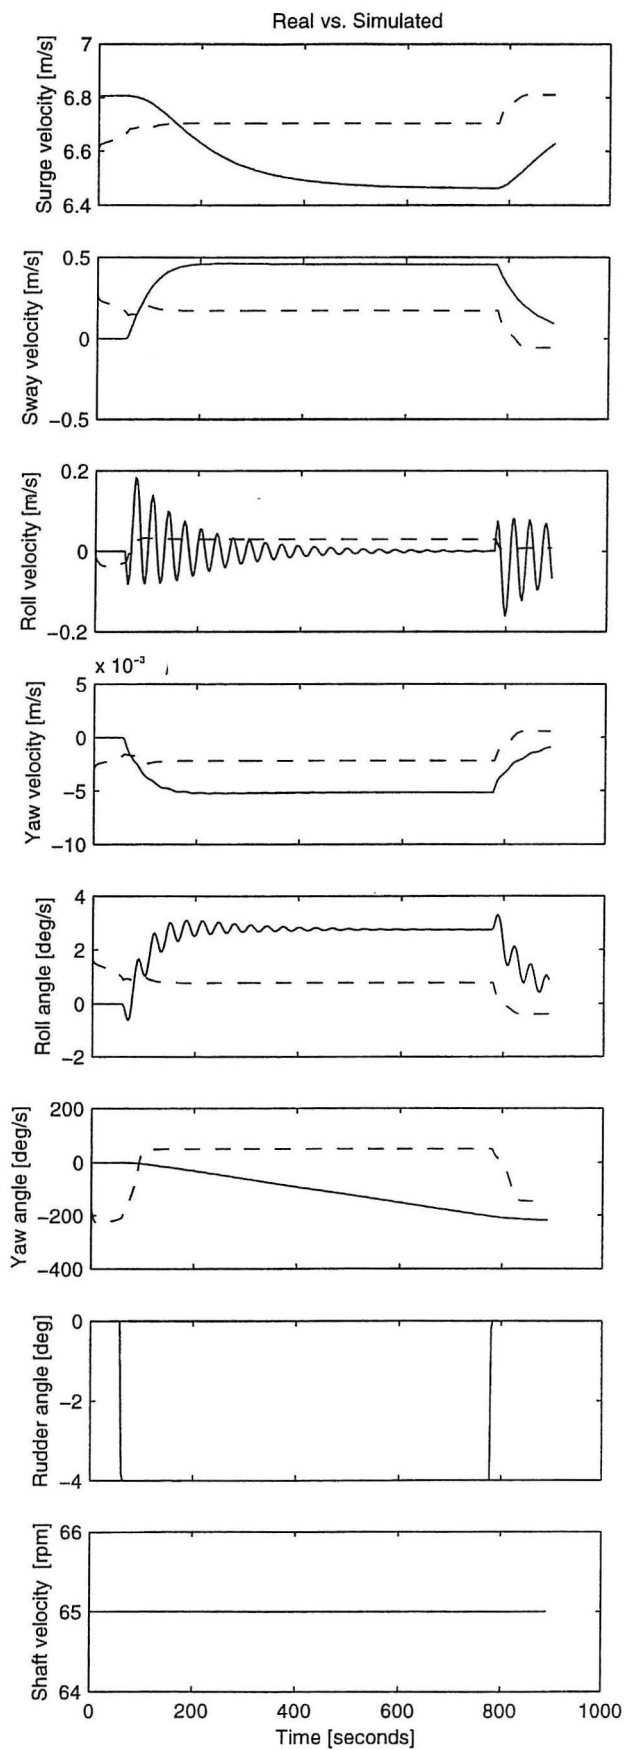 Real vs. Simulated
7
6.8
6.6
6.4
Surge velocity [m/s]
0.5
0
−0.5
Sway velocity [m/s]
0.2
0
−0.2
Roll velocity [m/s]
x 10⁻³
5
0
−5
−10
Yaw velocity [m/s]
4
2
0
−2
Roll angle [deg/s]
200
0
−200
−400
Yaw angle [deg/s]
0
−2
−4
Rudder angle [deg]
66
65
64
Shaft velocity [rpm]
0 200 400 600 800 1000
Time [seconds]